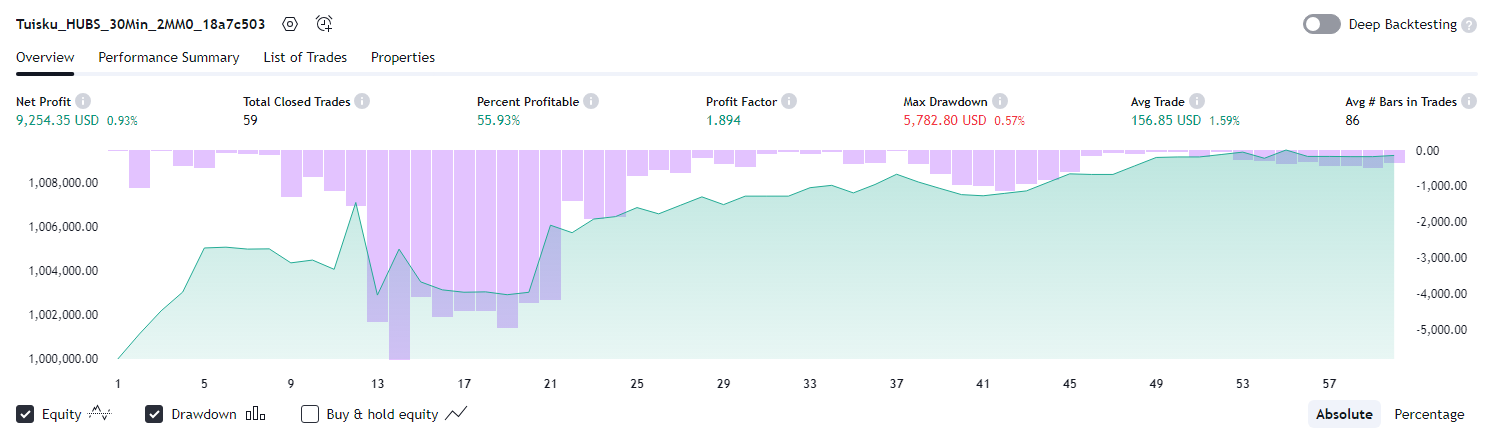 Tuisku_HUBS_30Min_2MM0_18a7c503
Deep Backtesting ?
Overview Performance Summary List of Trades Properties
Net Profit i Total Closed Trades i Percent Profitable i Profit Factor i Max Drawdown i Avg Trade i Avg # Bars in Trades i
9,254.35 USD 0.93% 59 55.93% 1.894 5,782.80 USD 0.57% 156.85 USD 1.59% 86
0.00
1,008,000.00 -1,000.00
1,006,000.00 -2,000.00
1,004,000.00 -3,000.00
1,002,000.00 -4,000.00
1,000,000.00 -5,000.00
1 5 9 13 17 21 25 29 33 37 41 45 49 53 57
Equity Drawdown Buy & hold equity Absolute Percentage